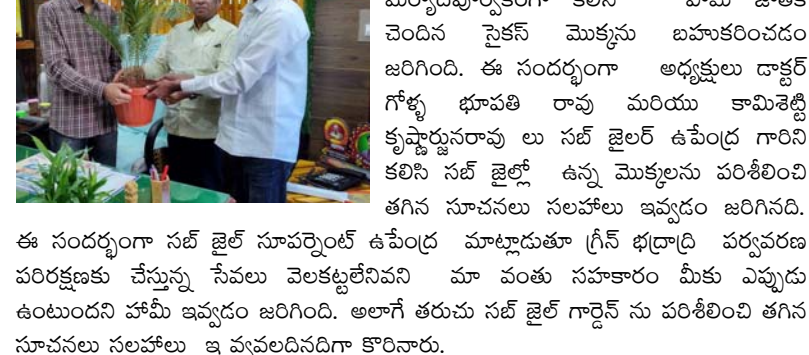 మర్యాదపూర్వకంగా కలిసి పామ్ జాతికి
చెందిన సైకస్ మొక్కను బహుకరించడం
జరిగింది. ఈ సందర్భంగా అధ్యక్షులు డాక్టర్
గోళ్ళ భూపతి రావు మరియు కామిశెట్టి
కృష్ణార్జునరావు లు సబ్ జైలర్ ఉపేంద్ర గారిని
కలిసి సబ్ జైల్లో ఉన్న మొక్కలను పరిశీలించి
తగిన సూచనలు సలహాలు ఇవ్వడం జరిగినది.
ఈ సందర్భంగా సబ్ జైల్ సూపర్నెంట్ ఉపేంద్ర మాట్లాడుతూ గ్రీన్ భద్రాద్రి పర్వవరణ
పరిరక్షణకు చేస్తున్న సేవలు వెలకట్టలేనివని మా వంతు సహకారం మీకు ఎప్పుడు
ఉంటుందని హామీ ఇవ్వడం జరిగింది. అలాగే తరుచు సబ్ జైల్ గార్డెన్ ను పరిశీలించి తగిన
సూచనలు సలహాలు ఇ వ్వవలదినదిగా కొరినారు.